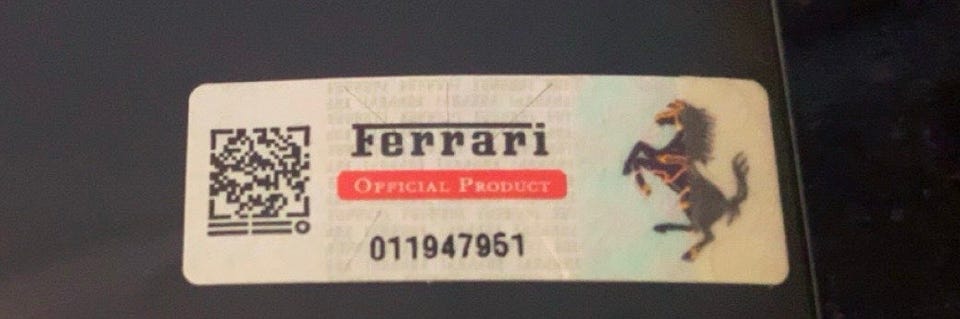 Ferrari
OFFICIAL PRODUCT
011947951